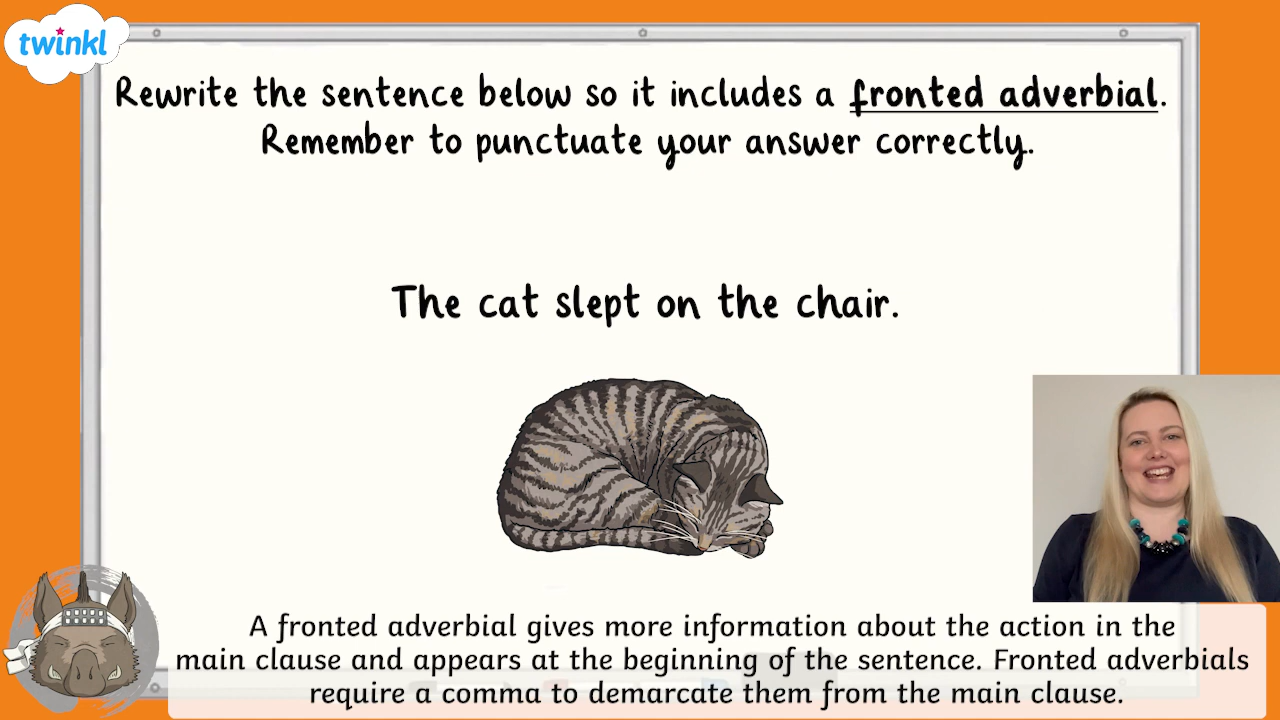 twinkl
Rewrite the sentence below so it includes a fronted adverbial.
Remember to punctuate your answer correctly.
The cat slept on the chair.
A fronted adverbial gives more information about the action in the
main clause and appears at the beginning of the sentence. Fronted adverbials
require a comma to demarcate them from the main clause.